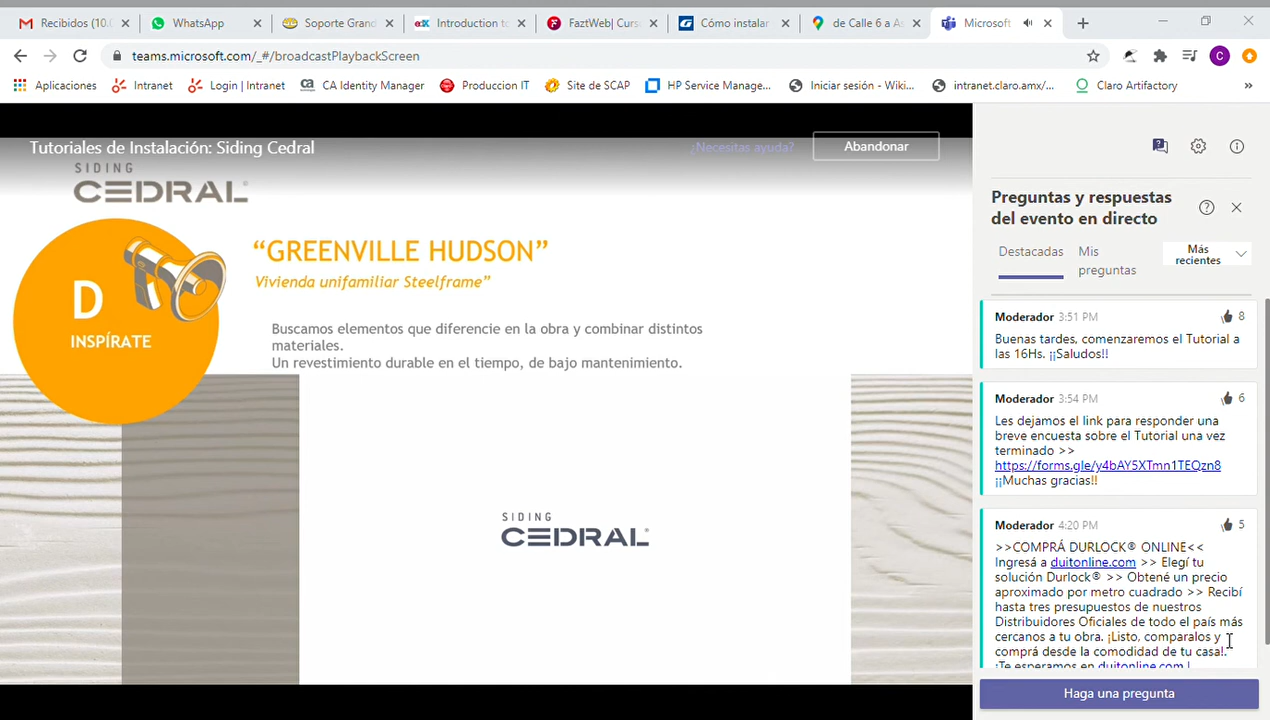 Recibidos (10.
WhatsApp
Soporte Grand
Introduction to
FaztWeb| Curs
Cómo instalar
de Calle 6 a A
Microsoft
teams.microsoft.com/_#/broadcastPlaybackScreen
C
Aplicaciones
Intranet
Login | Intranet
CA Identity Manager
Produccion IT
Site de SCAP
HP Service Manage...
Iniciar sesión - Wiki...
intranet.claro.amx/...
Claro Artifactory
»
Tutoriales de Instalación: Siding Cedral
¿Necesitas ayuda?
Abandonar
SIDING
CEDRAL
D
INSPÍRATE
“GREENVILLE HUDSON”
Vivienda unifamiliar Steelframe”
Buscamos elementos que diferencie en la obra y combinar distintos
materiales.
Un revestimiento durable en el tiempo, de bajo mantenimiento.
SIDING
CEDRAL
Preguntas y respuestas
del evento en directo
Destacadas
Mis
preguntas
Más
recientes
Moderador 3:51 PM
8
Buenas tardes, comenzaremos el Tutorial a
las 16Hs. ¡¡Saludos!!
Moderador 3:54 PM
6
Les dejamos el link para responder una
breve encuesta sobre el Tutorial una vez
terminado >>
https://forms.gle/y4bAY5XTmn1TEQzn8
¡¡Muchas gracias!!
Moderador 4:20 PM
5
>>COMPRÁ DURLOCK® ONLINE<<
Ingresá a duitonline.com >> Elegí tu
solución Durlock® >> Obtené un precio
aproximado por metro cuadrado >> Recibí
hasta tres presupuestos de nuestros
Distribuidores Oficiales de todo el país más
cercanos a tu obra. ¡Listo, comparalos y
comprá desde la comodidad de tu casa!.
¡Te esperamos en duitonline.com |
Haga una pregunta